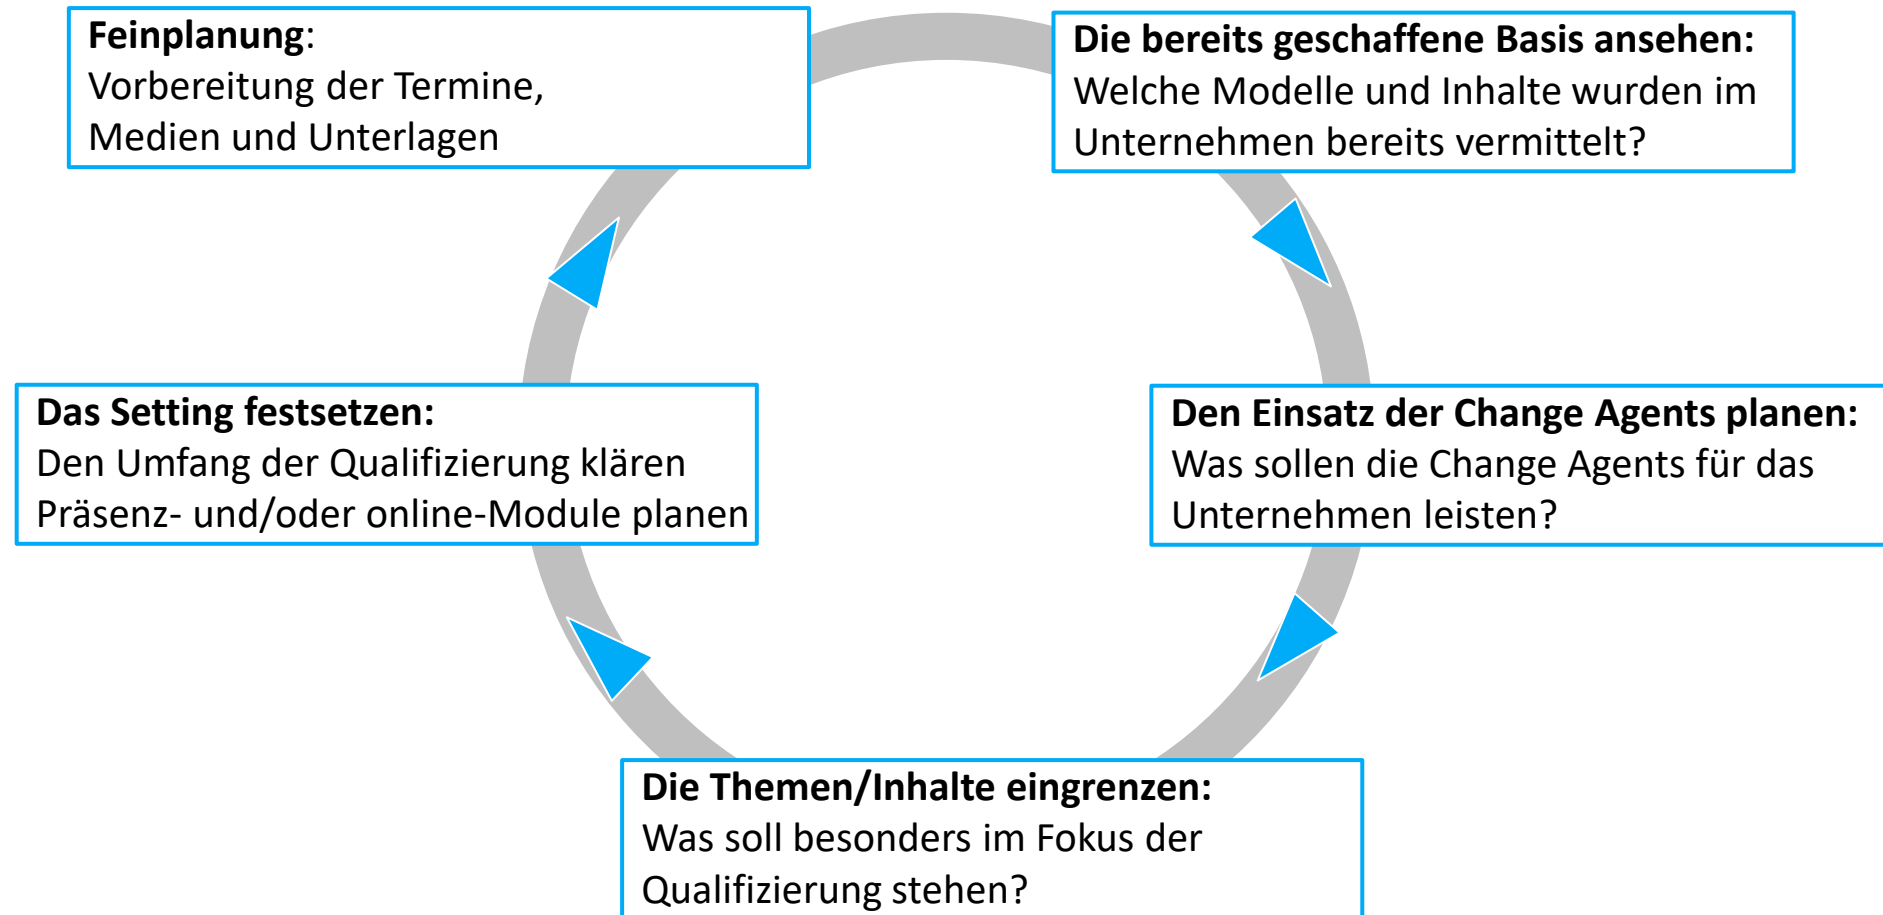 Feinplanung:
Vorbereitung der Termine,
Medien und Unterlagen
Die bereits geschaffene Basis ansehen:
Welche Modelle und Inhalte wurden im
Unternehmen bereits vermittelt?
Das Setting festsetzen:
Den Umfang der Qualifizierung klären
Präsenz- und/oder online-Module planen
Den Einsatz der Change Agents planen:
Was sollen die Change Agents für das
Unternehmen leisten?
Die Themen/Inhalte eingrenzen:
Was soll besonders im Fokus der
Qualifizierung stehen?